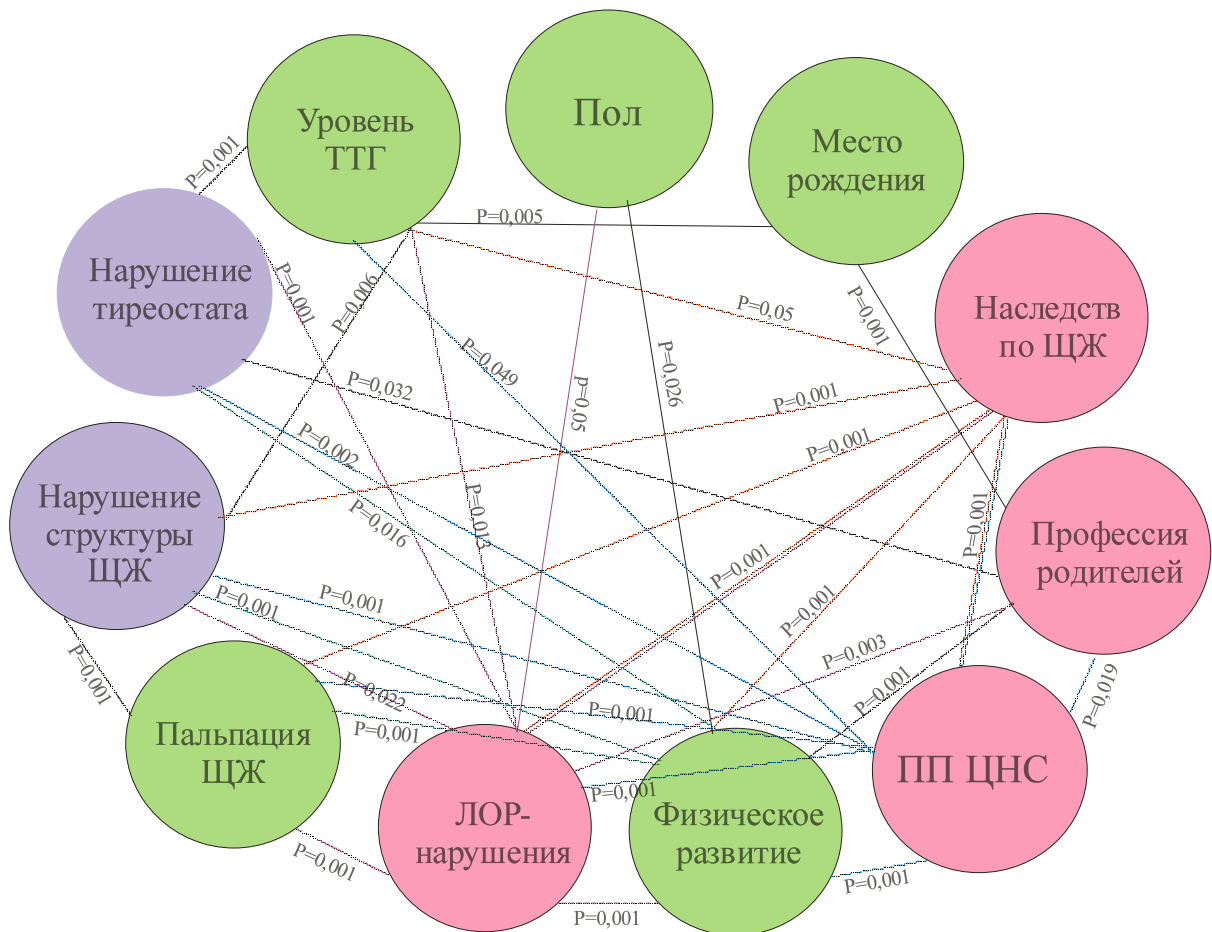 Пол
Уровень
ТТГ
Место
рождения
P=0,001
P=0,005
Нарушение
тиреостата
P=0,001
P=0,006
P=0,05
P=0,001
Наследств
по ЩЖ
P=0,049
P=0,026
P=0,032
P=0,05
P=0,001
P=0,002
P=0,001
Нарушение
структуры
ЩЖ
P=0,016
P=0,013
P=0,001
P=0,001
Профессия
родителей
P=0,001
P=0,001
P=0,001
P=0,003
P=0,001
P=0,022
P=0,001
P=0,019
P=0,001
P=0,001
Пальпация
ЩЖ
ПП ЦНС
P=0,001
ЛОР-
нарушения
Физическое
развитие
P=0,001
P=0,001
P=0,001